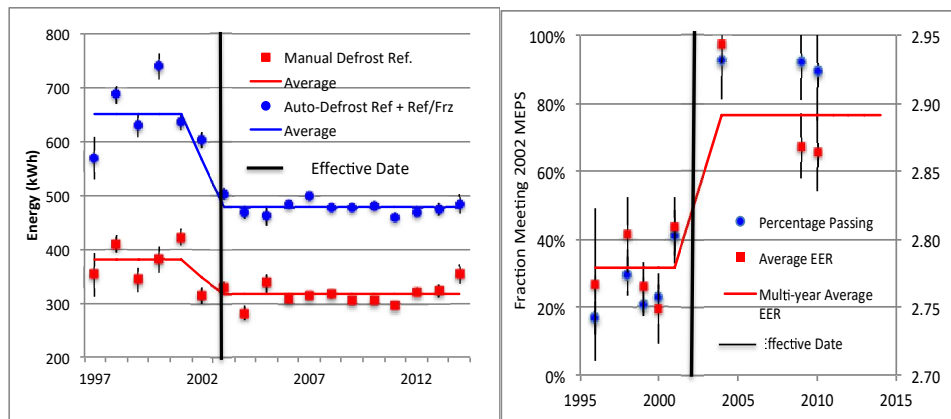 800
700
600
500
400
300
200
Energy (kWh)
1997
2002
2007
2012
Manual Defrost Ref.
Average
Auto-Defrost Ref + Ref/Frz
Average
Effective Date
100%
80%
60%
40%
20%
0%
Fraction Meeting 2002 MEPS
1995
2000
2005
2010
2015
2.95
2.90
2.85
2.80
2.75
2.70
Percentage Passing
Average EER
Multi-year Average
EER
Effective Date